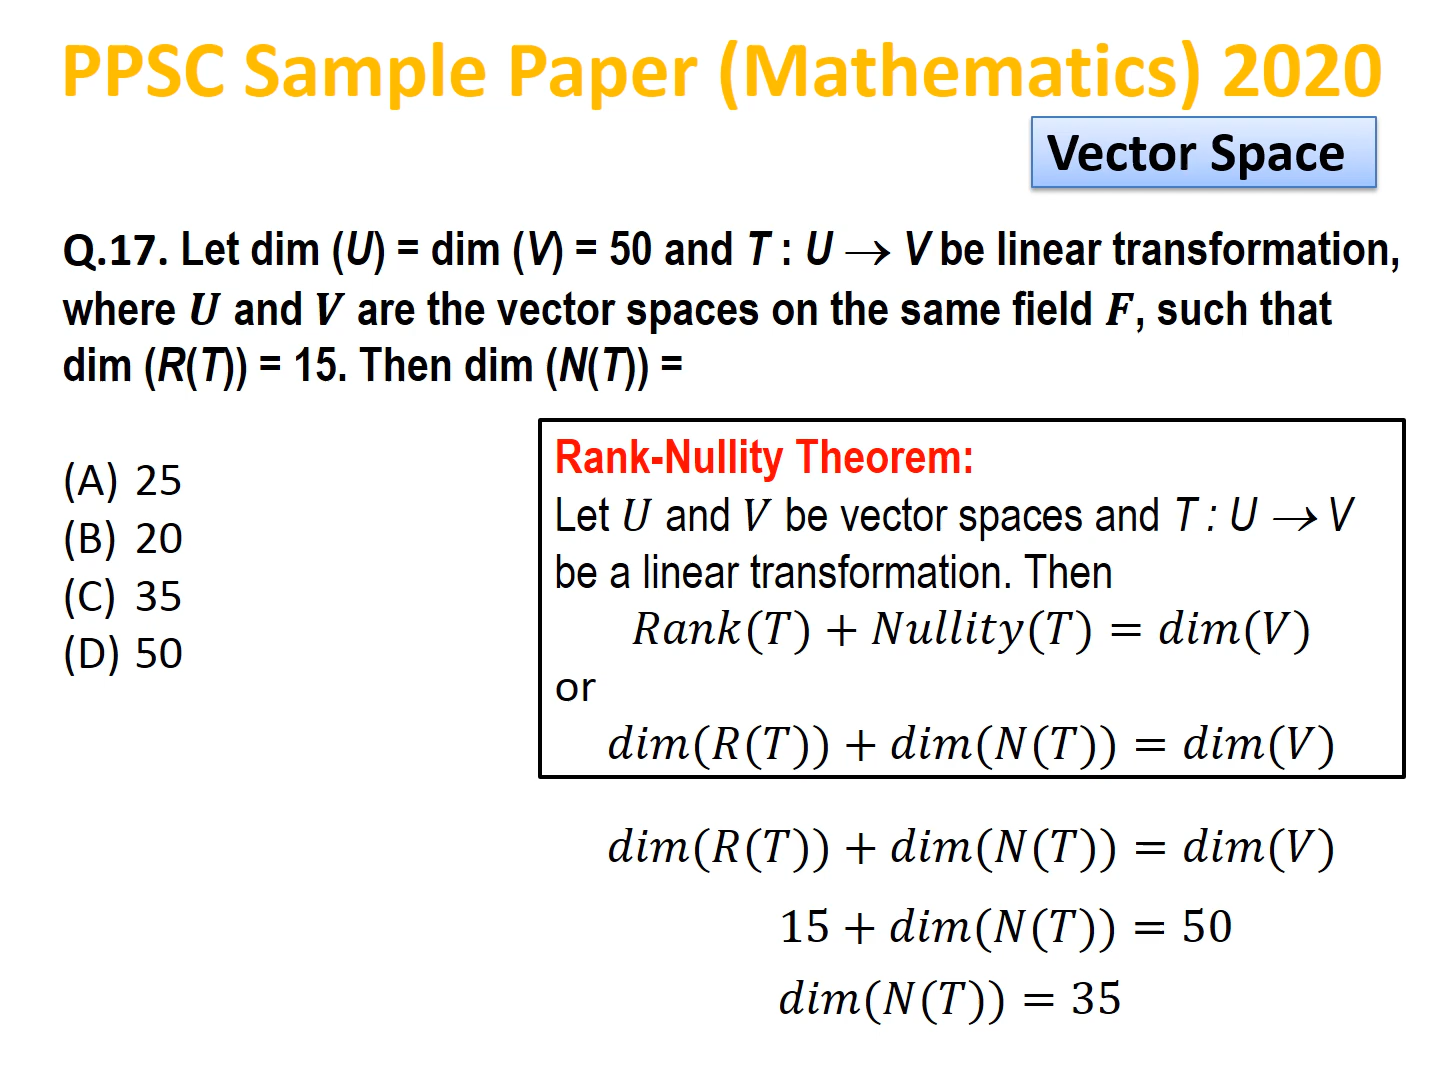 PPSC Sample Paper (Mathematics) 2020
Vector Space
Q.17. Let dim (U) = dim (V) = 50 and T : U → V be linear transformation,
where U and V are the vector spaces on the same field F, such that
dim (R(T)) = 15. Then dim (N(T)) =
(A) 25
(B) 20
(C) 35
(D) 50
Rank-Nullity Theorem:
Let U and V be vector spaces and T : U → V
be a linear transformation. Then
Rank(T) + Nullity(T) = dim(V)
or
dim(R(T)) + dim(N(T)) = dim(V)
dim(R(T)) + dim(N(T)) = dim(V)
15 + dim(N(T)) = 50
dim(N(T)) = 35